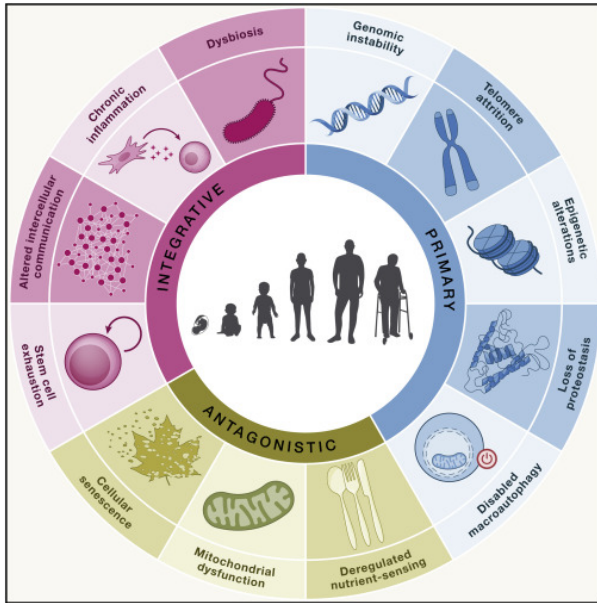 Genomic
instability
Telomere
attrition
Epigenetic
alterations
Loss of
proteostasis
Disabled
macroautophagy
Deregulated
nutrient-sensing
Mitochondrial
dysfunction
Cellular
senescence
Stem cell
exhaustion
Altered intercellular
communication
Chronic
inflammation
Dysbiosis
PRIMARY
ANTAGONISTIC
INTEGRATIVE